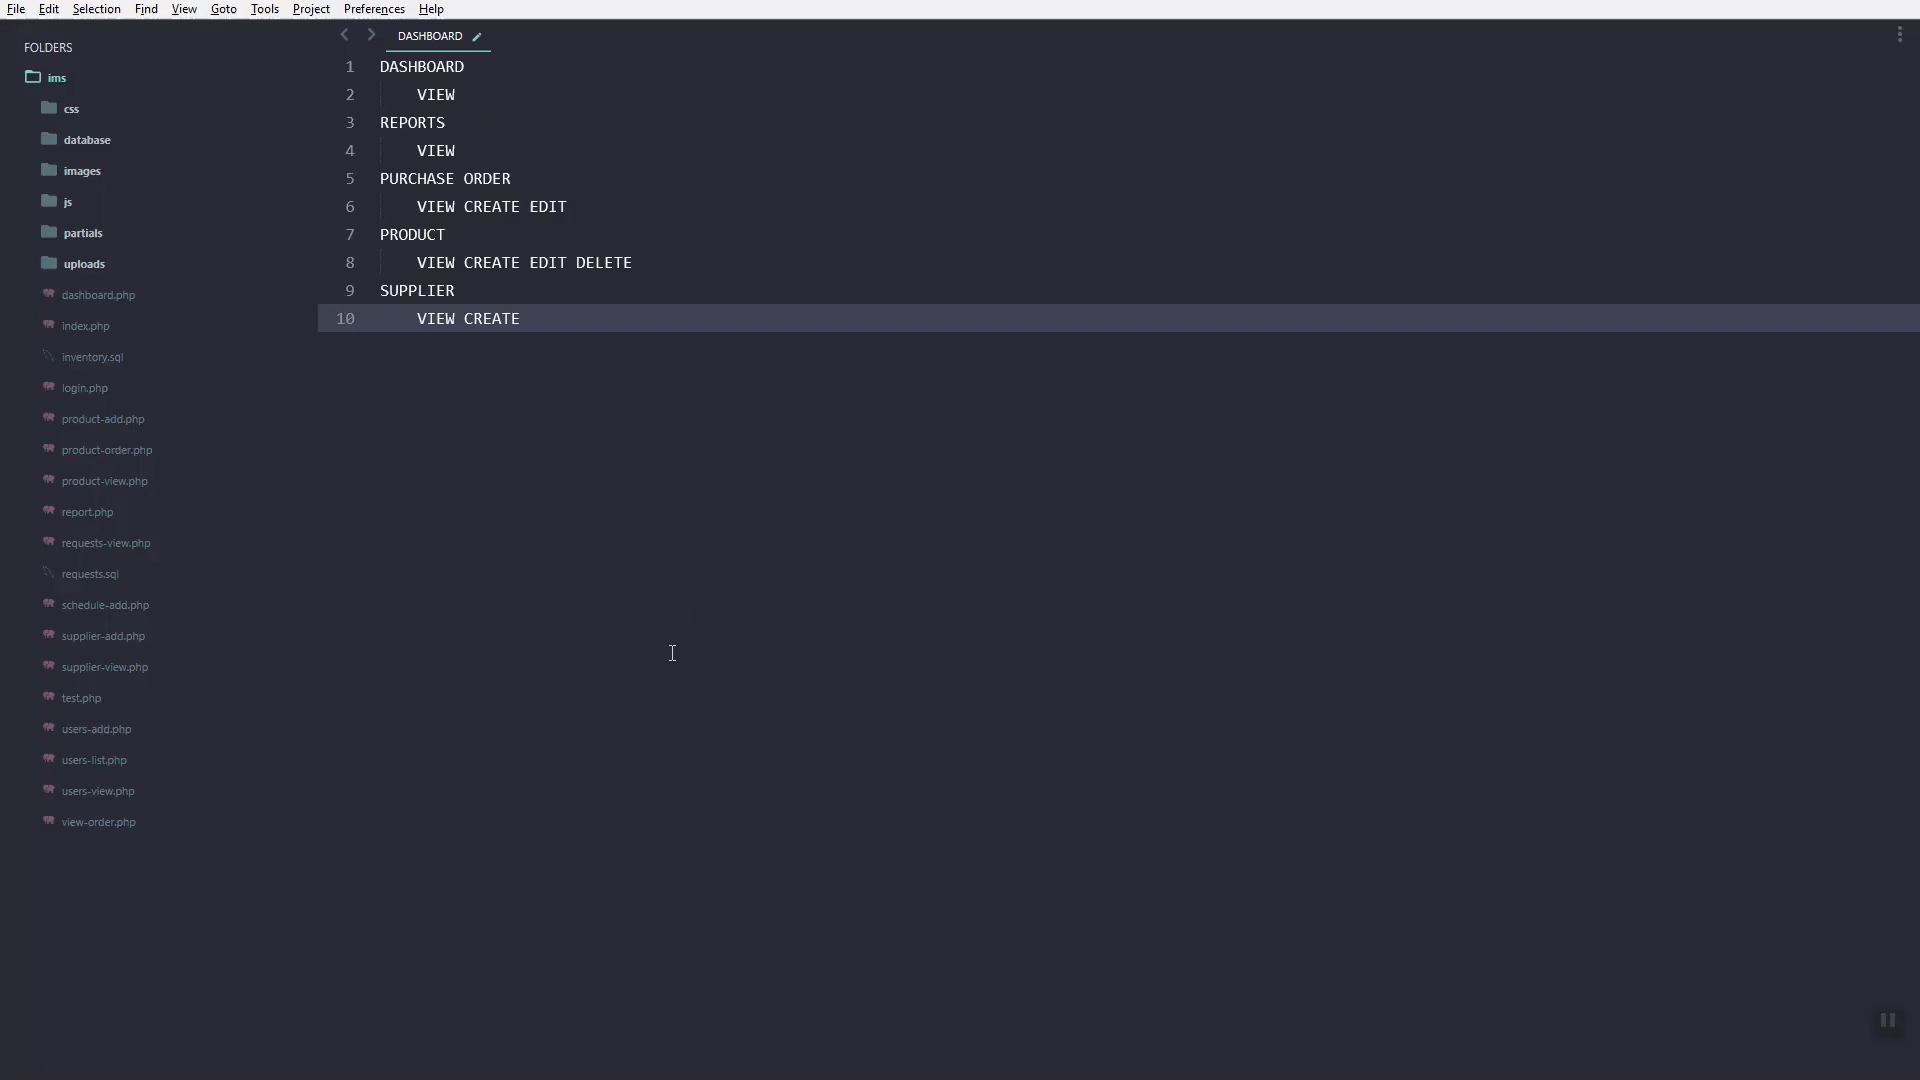 File Edit Selection Find View Goto Tools Project Preferences Help
FOLDERS
ims
css
database
images
js
partials
uploads
dashboard.php
index.php
inventory.sql
login.php
product-add.php
product-order.php
product-view.php
report.php
requests-view.php
requests.sql
schedule-add.php
supplier-add.php
supplier-view.php
test.php
users-add.php
users-list.php
users-view.php
view-order.php
DASHBOARD
1 DASHBOARD
2 VIEW
3 REPORTS
4 VIEW
5 PURCHASE ORDER
6 VIEW CREATE EDIT
7 PRODUCT
8 VIEW CREATE EDIT DELETE
9 SUPPLIER
10 VIEW CREATE